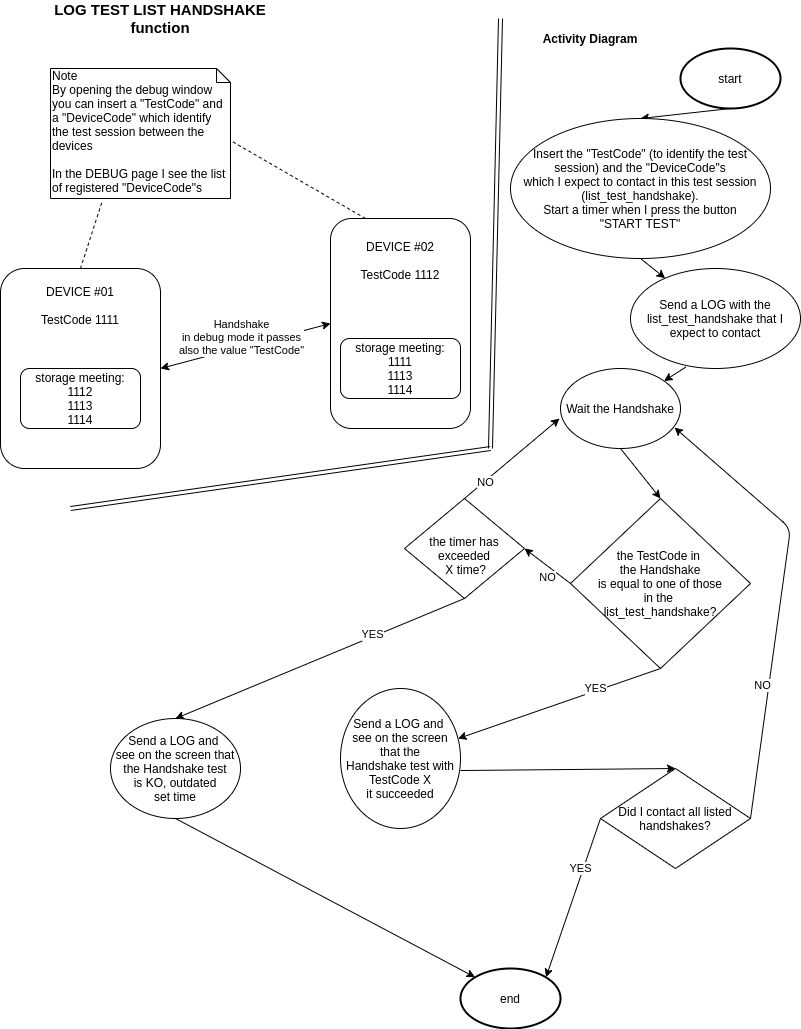 LOG TEST LIST HANDSHAKE
function
Note
By opening the debug window
you can insert a "TestCode" and
a "DeviceCode" which identify
the test session between the
devices
In the DEBUG page I see the list
of registered "DeviceCode"s
DEVICE #01
TestCode 1111
storage meeting:
1112
1113
1114
Handshake
in debug mode it passes
also the value "TestCode"
DEVICE #02
TestCode 1112
storage meeting:
1111
1113
1114
Activity Diagram
start
Insert the "TestCode" (to identify the test
session) and the "DeviceCode"s
which I expect to contact in this test session
(list_test_handshake).
Start a timer when I press the button
"START TEST"
Send a LOG with the
list_test_handshake that I
expect to contact
Wait the Handshake
NO
the timer has
exceeded
X time?
NO
the TestCode in
the Handshake
is equal to one of those
in the
list_test_handshake?
YES
YES
NO
Send a LOG and
see on the screen that
the Handshake test
is KO, outdated
set time
Send a LOG and
see on the screen
that the
Handshake test with
TestCode X
it succeeded
Did I contact all listed
handshakes?
YES
end